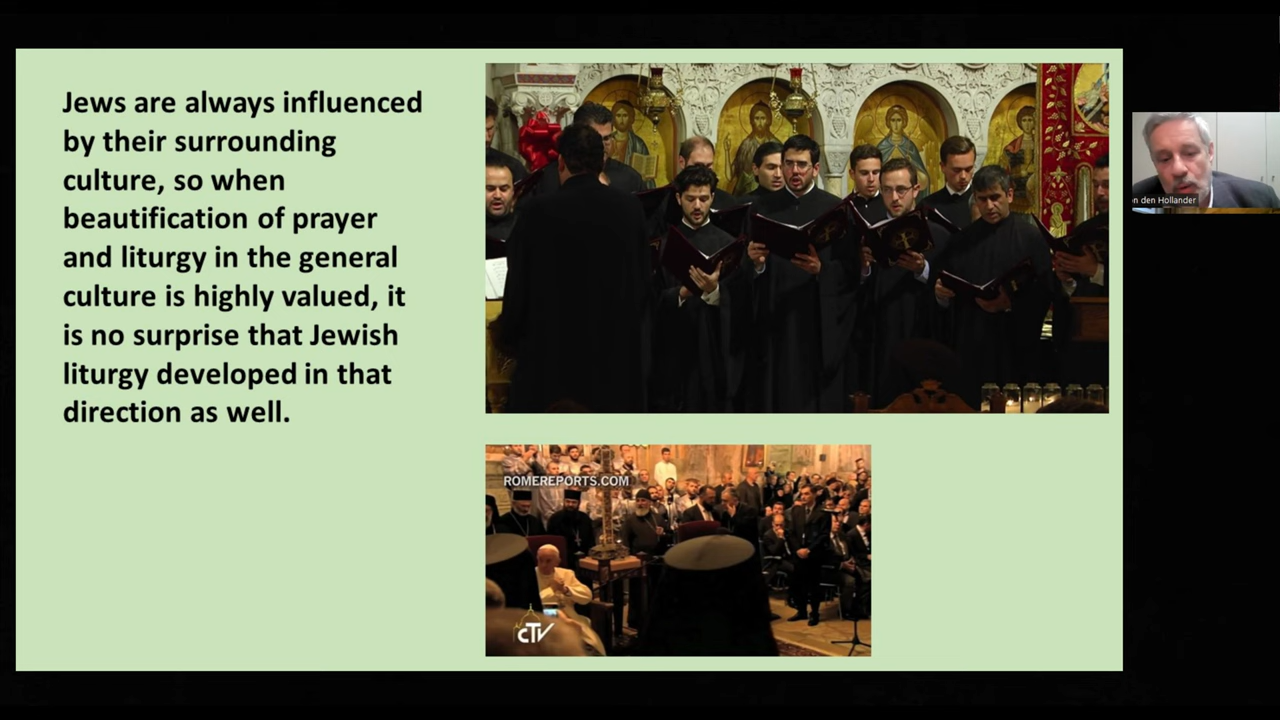 Jews are always influenced
by their surrounding
culture, so when
beautification of prayer
and liturgy in the general
culture is highly valued, it
is no surprise that Jewish
liturgy developed in that
direction as well.
n den Hollander
ROMEREPORTS.COM
CTV